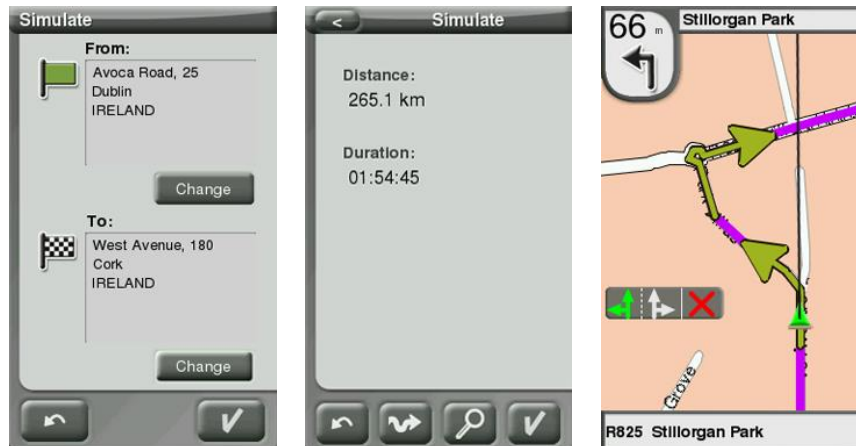 Simulate
From:
Avoca Road, 25
Dublin
IRELAND
Change
To:
West Avenue, 180
Cork
IRELAND
Change
<
Simulate
Distance:
265.1 km
Duration:
01:54:45
66 m
Stillorgan Park
Grove
R825 Stillorgan Park